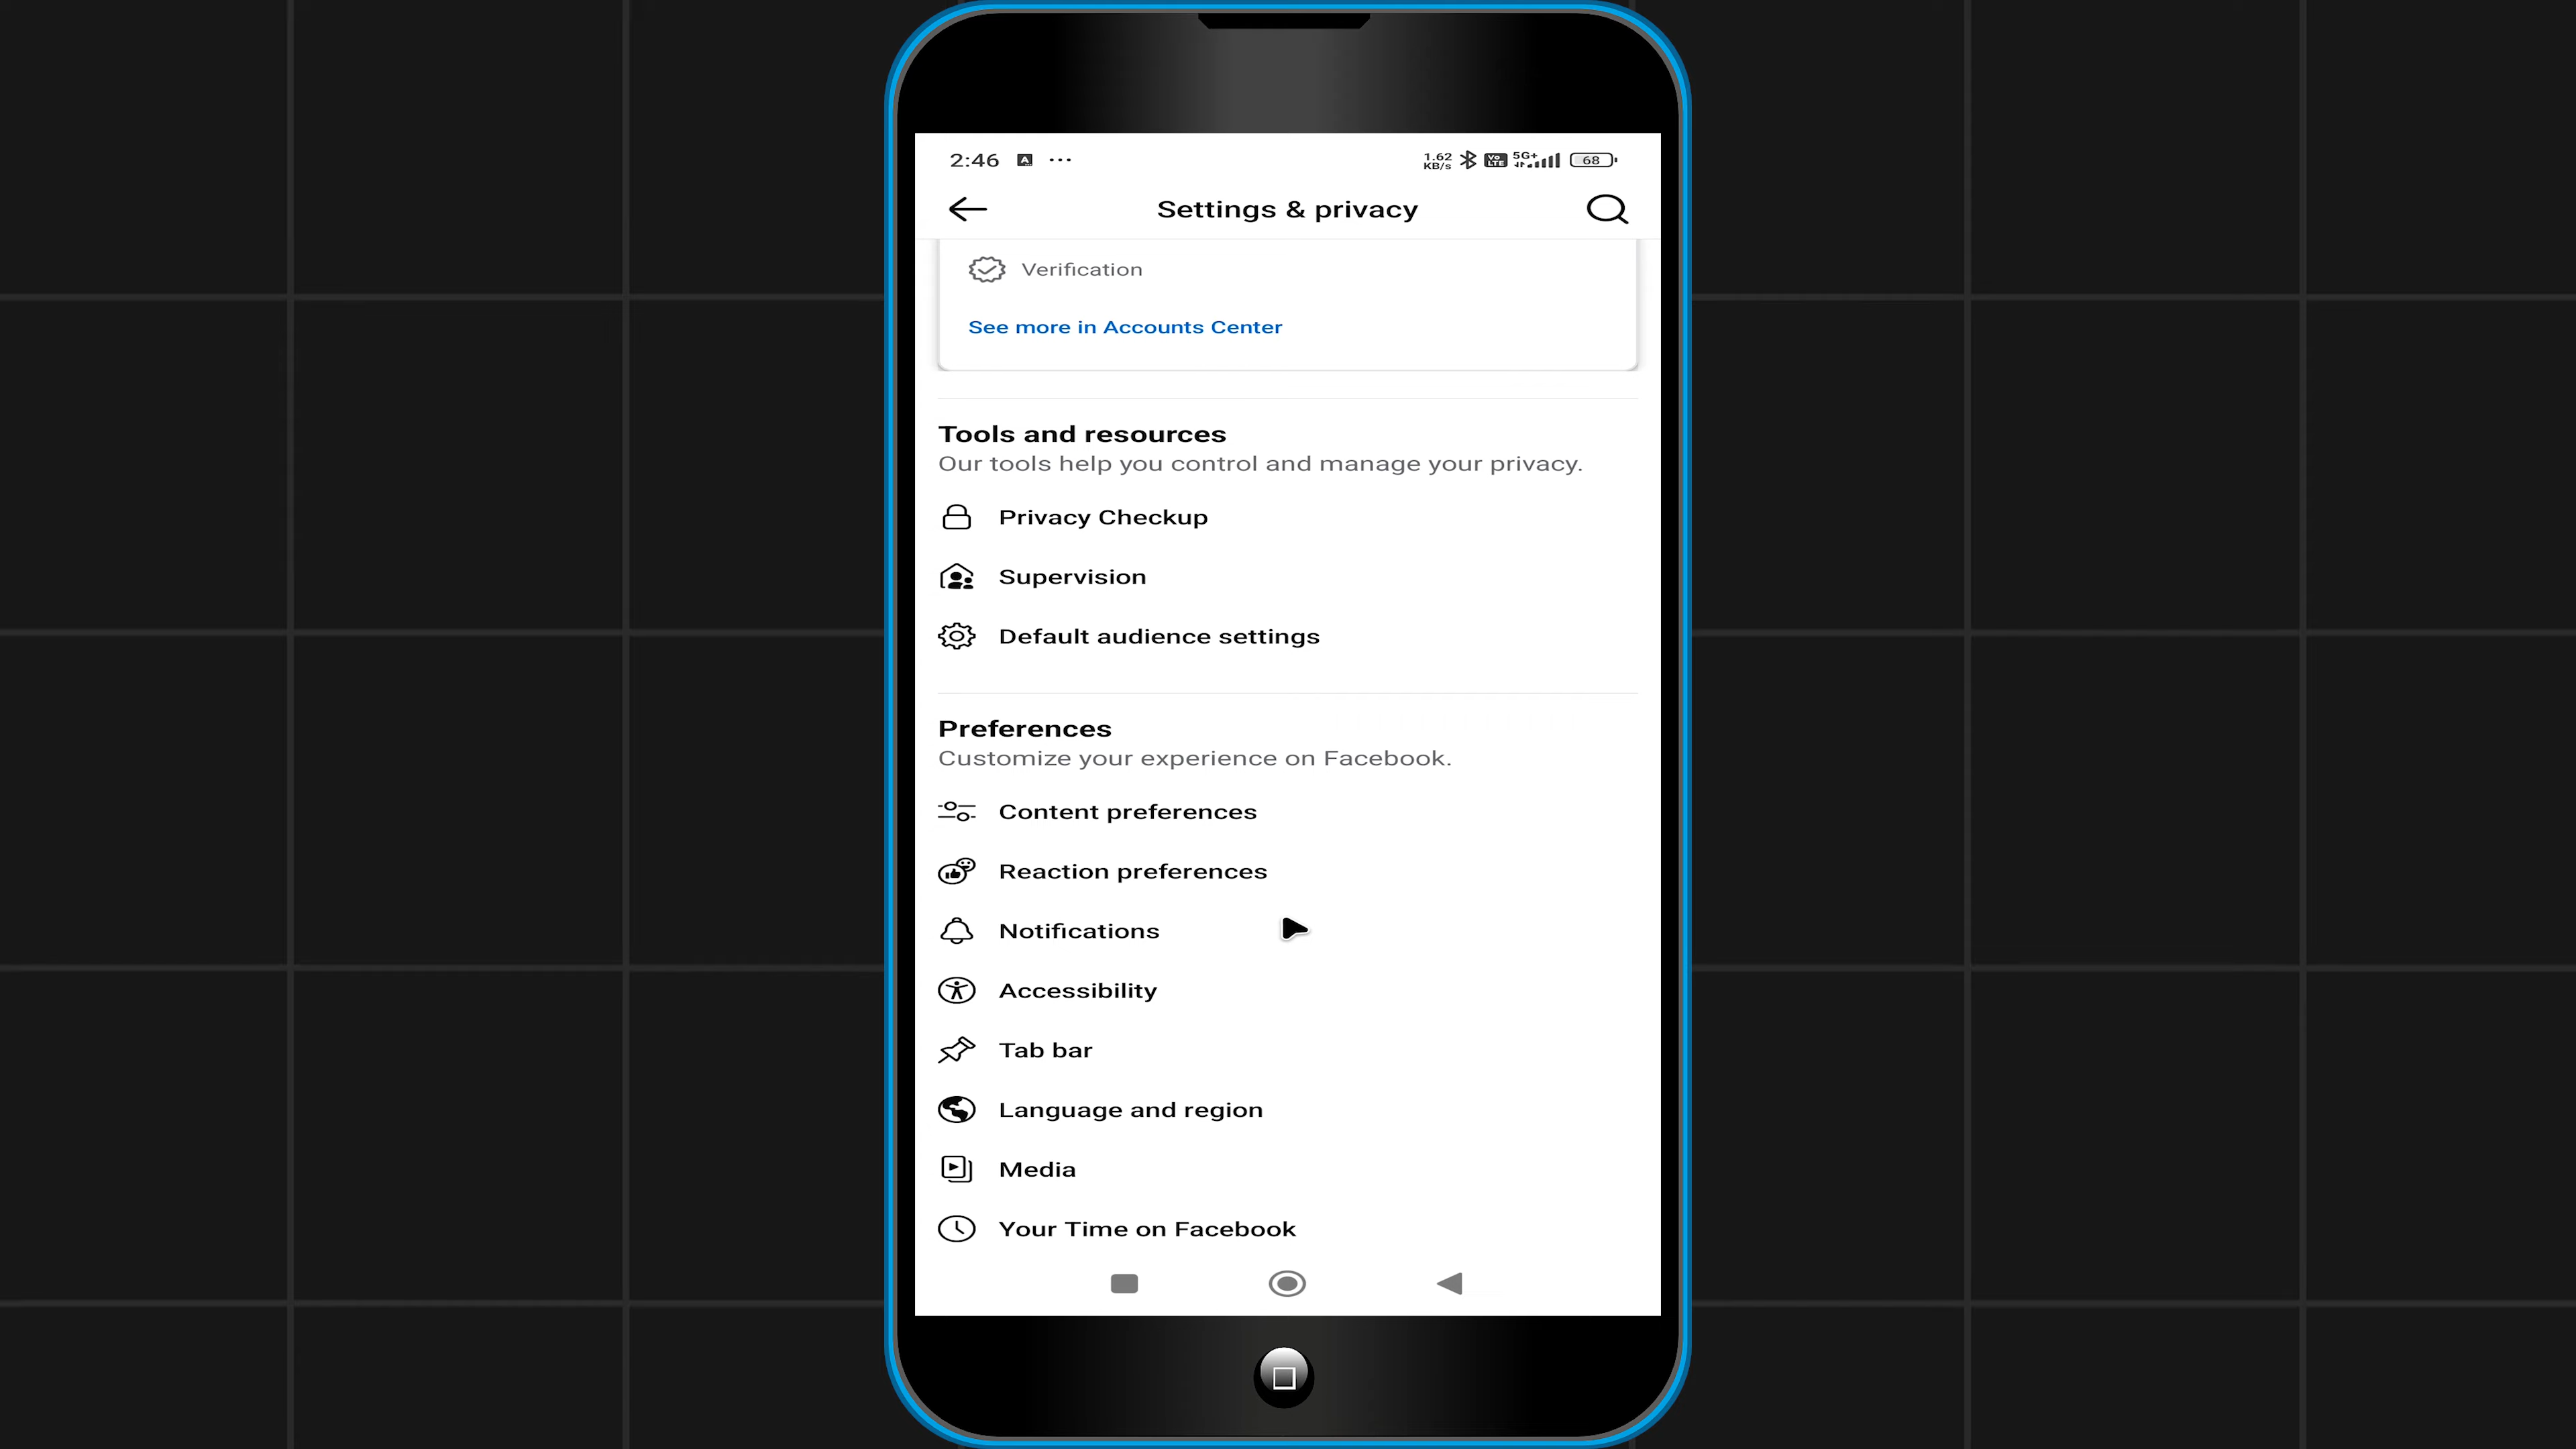 2:46 A ... 1.62 KB/s Vo LTE 5G+ 68
Settings & privacy
Verification
See more in Accounts Center
Tools and resources
Our tools help you control and manage your privacy.
Privacy Checkup
Supervision
Default audience settings
Preferences
Customize your experience on Facebook.
Content preferences
Reaction preferences
Notifications
Accessibility
Tab bar
Language and region
Media
Your Time on Facebook